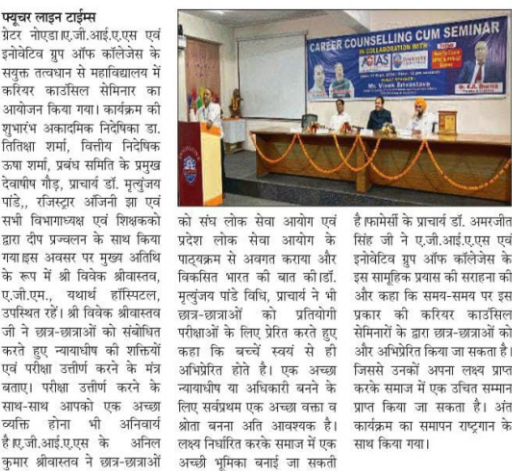 फ्यूचर लाइन टाईम्स
ग्रेटर नोएडा।ए.जी.आई.ए.एस एवं
इनोवेटिव ग्रुप ऑफ कॉलेजेस के
सयुक्त तत्वधान से महाविद्यालय में
करियर काउंसिल सेमिनार का
आयोजन किया गया। कार्यक्रम की
शुभारंभ अकादमिक निदेषिका डा.
तितिक्षा शर्मा, वित्तीय निदेषिक
ऊषा शर्मा, प्रबंध समिति के प्रमुख
देवाषीष गौड़, प्राचार्य डॉ. मृत्युंजय
पांडे,, रजिस्ट्रार अंजिनी झा एवं
सभी विभागाध्यक्ष एवं शिक्षकको
द्वारा दीप प्रज्वलन के साथ किया
गया।इस अवसर पर मुख्य अतिथि
के रूप में श्री विवेक श्रीवास्तव,
ए.जी.एम., यथार्थ हॉस्पिटल,
उपस्थित रहें। श्री विवेक श्रीवास्तव
जी ने छात्र-छात्राओं को संबोधित
करते हुए न्यायाधीष की शक्तियों
एवं परीक्षा उत्तीर्ण करने के मंत्र
बताए। परीक्षा उत्तीर्ण करने के
साथ-साथ आपको एक अच्छा
व्यक्ति होना भी अनिवार्य
है।ए.जी.आई.ए.एस के अनिल
कुमार श्रीवास्तव ने छात्र-छात्राओं
CAREER COUNSELLING CUM SEMINAR
IN COLLABORATION WITH
Mr. Vivek Srivastava
को संघ लोक सेवा आयोग एवं
प्रदेश लोक सेवा आयोग के
पाठ्यक्रम से अवगत कराया और
विकसित भारत की बात की।डॉ.
मृत्युंजय पांडे विधि, प्राचार्य ने भी
छात्र-छात्राओं को प्रतियोगी
परीक्षाओं के लिए प्रेरित करते हुए
कहा कि बच्चें स्वयं से ही
अभिप्रेरित होते है। एक अच्छा
न्यायाधीष या अधिकारी बनने के
लिए सर्वप्रथम एक अच्छा वक्ता व
श्रोता बनना अति आवश्यक है।
लक्ष्य निर्धारित करके समाज में एक
अच्छी भूमिका बनाई जा सकती
है।फामेर्सी के प्राचार्य डॉ. अमरजीत
सिंह जी ने ए.जी.आई.ए.एस एवं
इनोवेटिव ग्रुप ऑफ कॉलेजेस के
इस सामूहिक प्रयास की सराहना की
और कहा कि समय-समय पर इस
प्रकार की करियर काउंसिल
सेमिनारों के द्वारा छात्र-छात्राओं को
और अभिप्रेरित किया जा सकता है।
जिससे उनकों अपना लक्ष्य प्राप्त
करके समाज में एक उचित सम्मान
प्राप्त किया जा सकता है। अंत
कार्यक्रम का समापन राष्ट्रगान के
साथ किया गया।